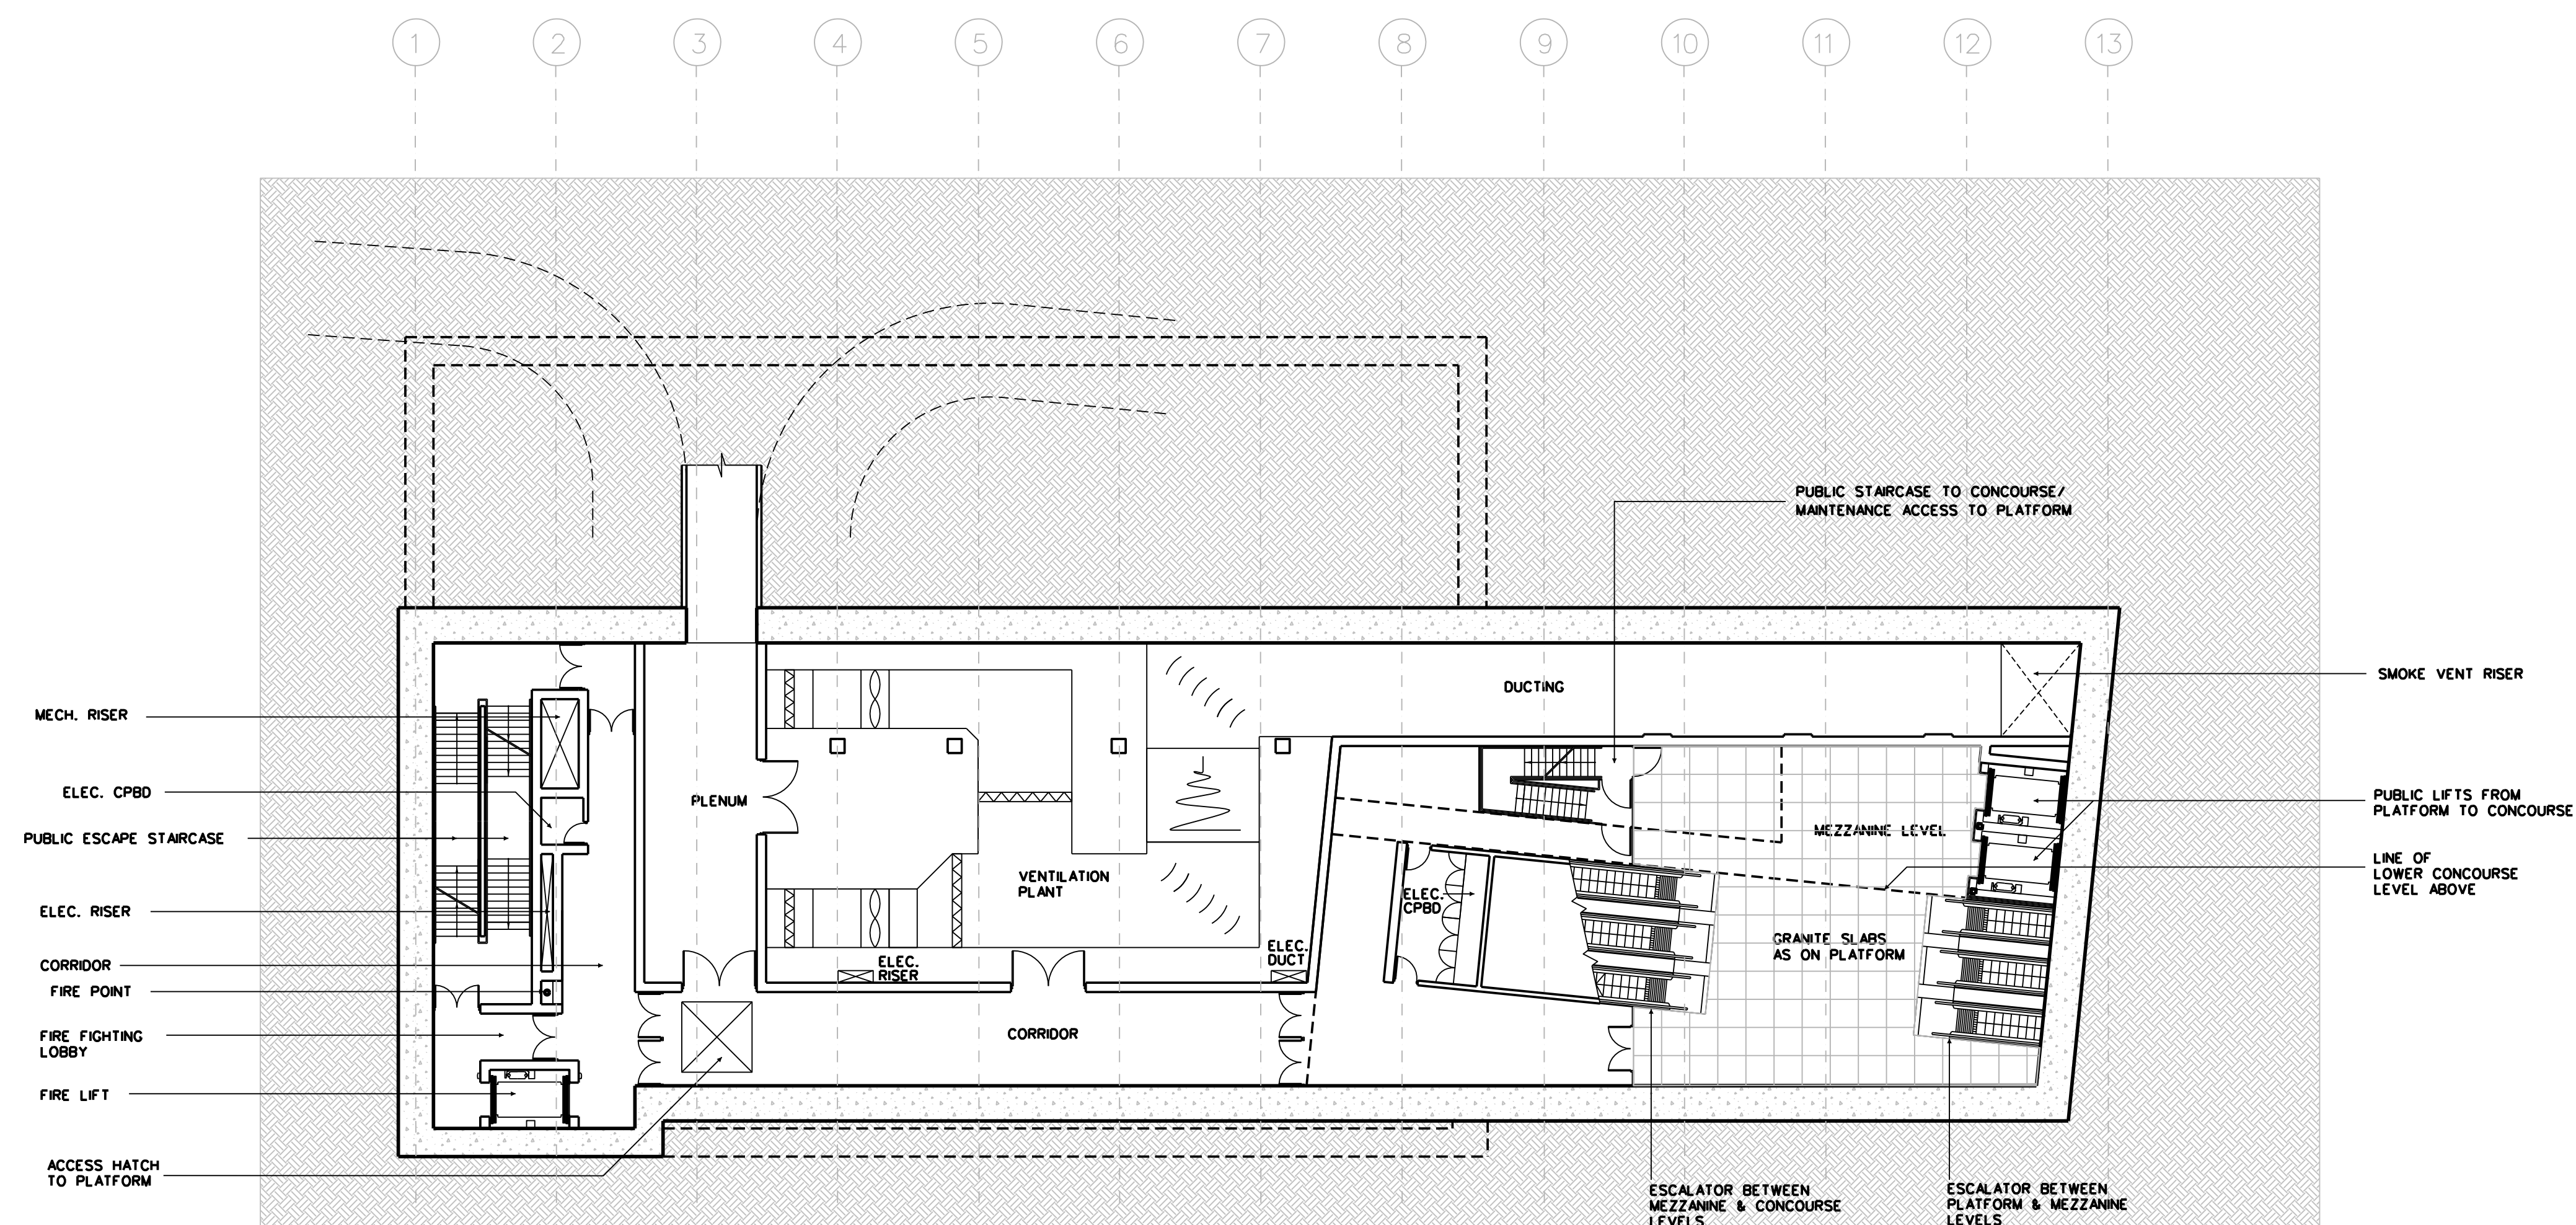 1 2 3 4 5 6 7 8 9 10 11 12 13
PUBLIC STAIRCASE TO CONCOURSE/
MAINTENANCE ACCESS TO PLATFORM
MECH. RISER
ELEC. CPBD
PUBLIC ESCAPE STAIRCASE
ELEC. RISER
CORRIDOR
FIRE POINT
FIRE FIGHTING
LOBBY
FIRE LIFT
ACCESS HATCH
TO PLATFORM
PLENUM
VENTILATION
PLANT
ELEC.
RISER
ELEC.
DUCT
CORRIDOR
DUCTING
ELEC.
CPBD
MEZZANINE LEVEL
GRANITE SLABS
AS ON PLATFORM
SMOKE VENT RISER
PUBLIC LIFTS FROM
PLATFORM TO CONCOURSE
LINE OF
LOWER CONCOURSE
LEVEL ABOVE
ESCALATOR BETWEEN
MEZZANINE & CONCOURSE
LEVELS
ESCALATOR BETWEEN
PLATFORM & MEZZANINE
LEVELS